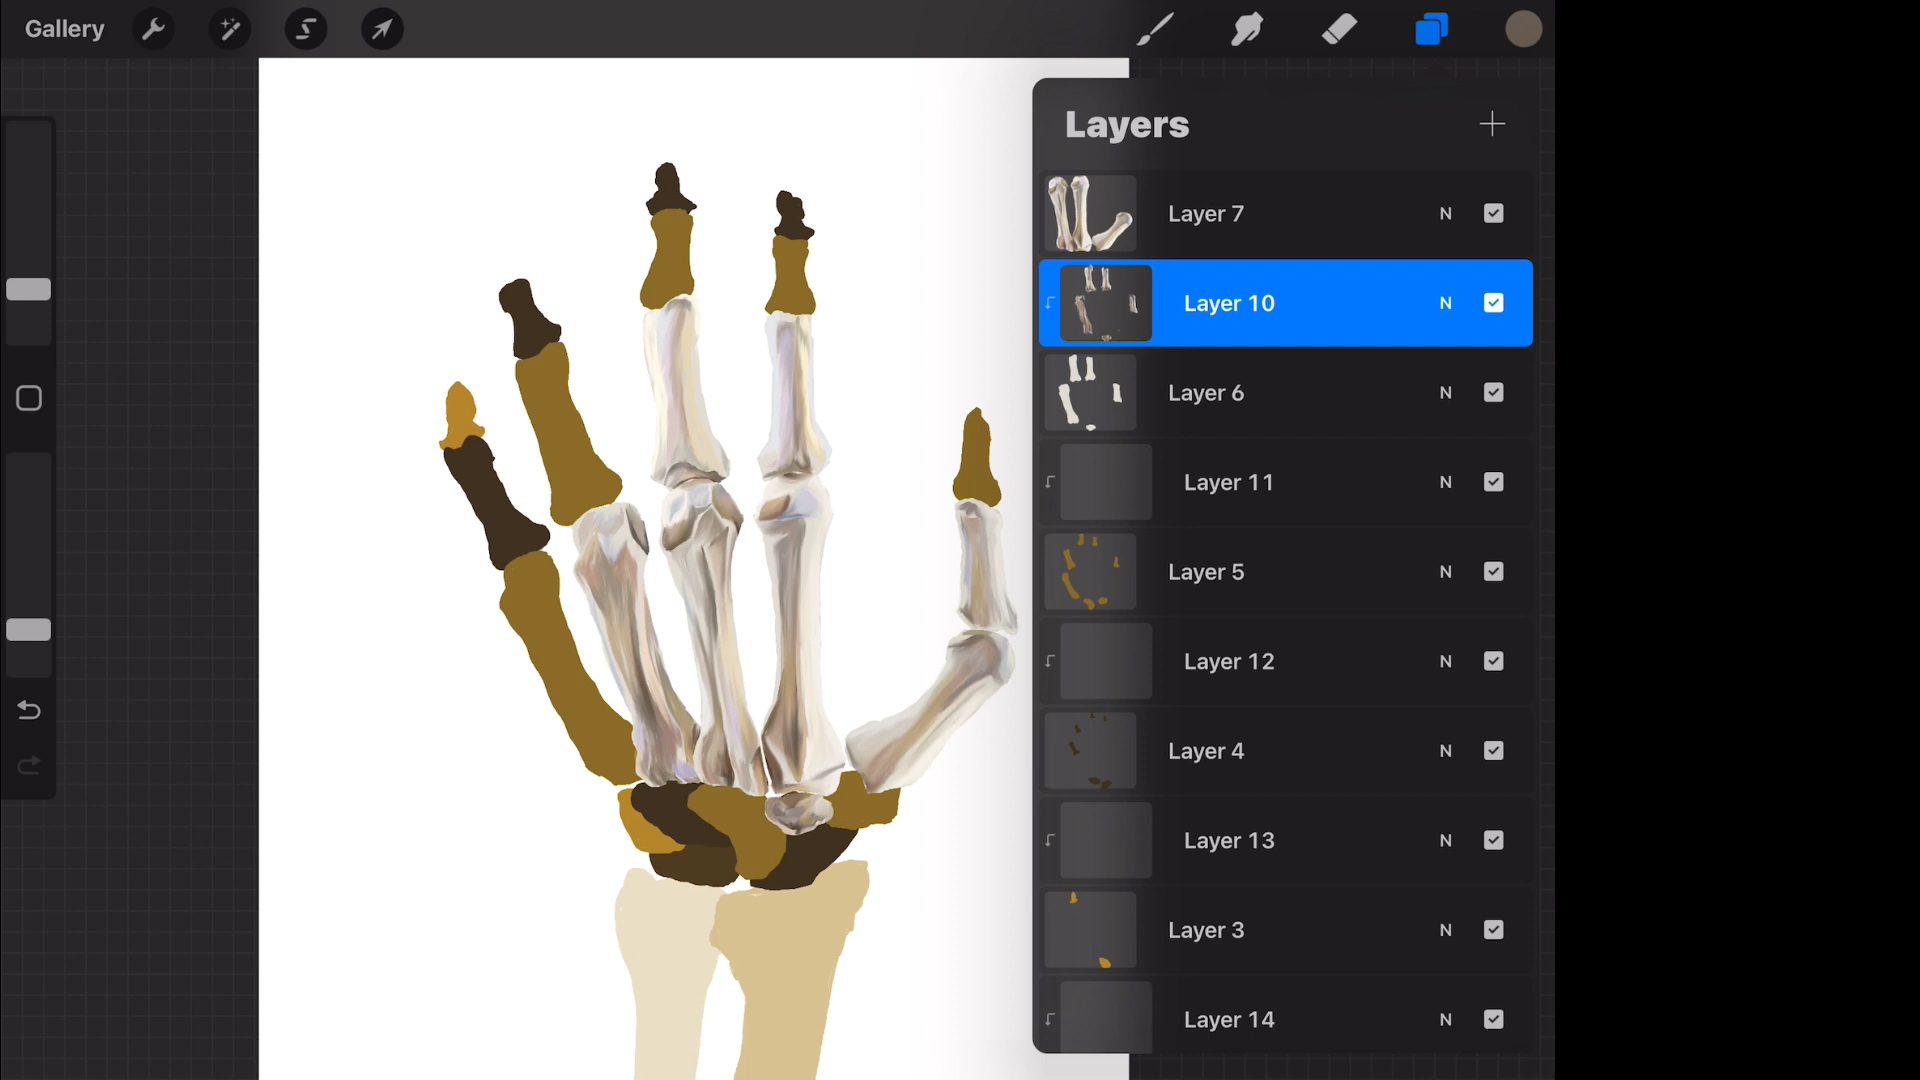 Gallery
Layers
Layer 7 N
Layer 10 N
Layer 6 N
Layer 11 N
Layer 5 N
Layer 12 N
Layer 4 N
Layer 13 N
Layer 3 N
Layer 14 N